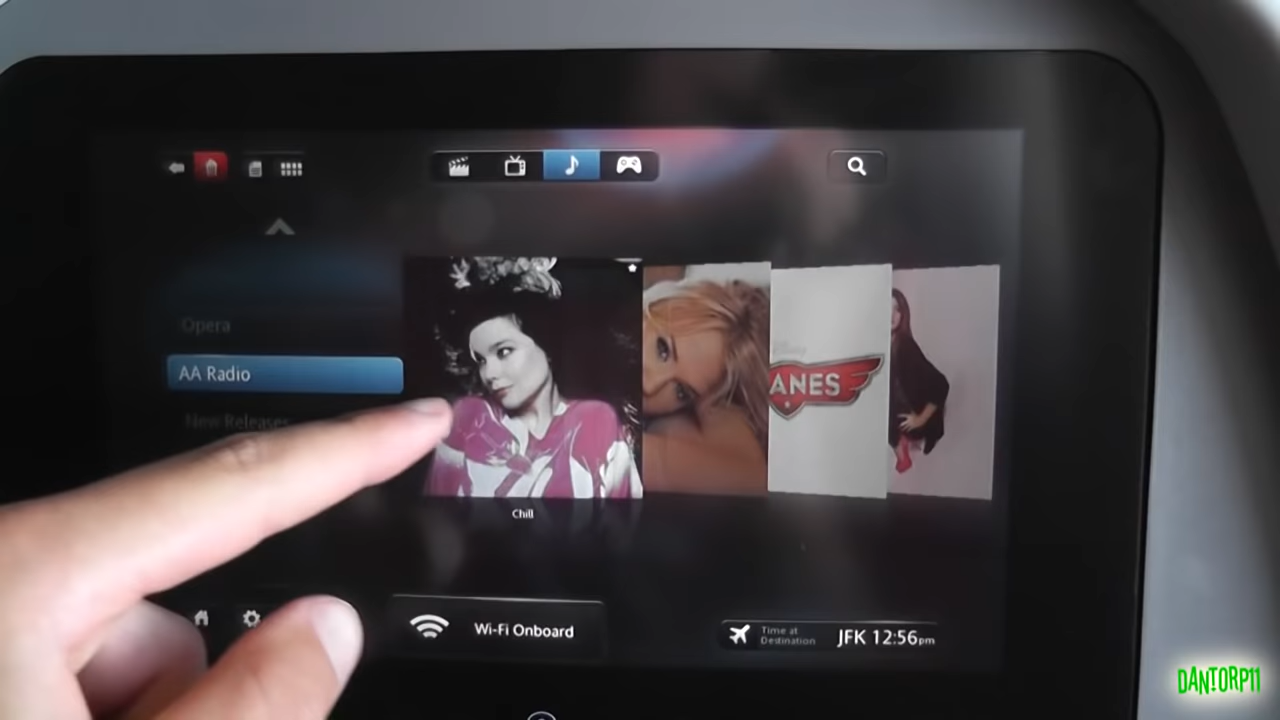 Opera
AA Radio
New Releases
ANES
Chill
Wi-Fi Onboard
Time at
Destination
JFK 12:56pm
DANTORP11